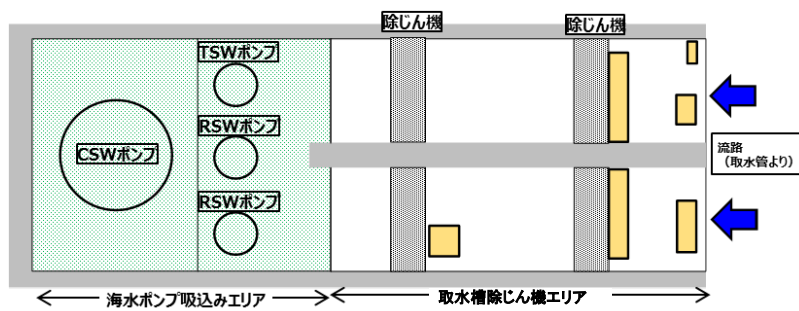 除じん機
除じん機
TSWポンプ
RSWポンプ
CSWポンプ
流路
（取水管より）
RSWポンプ
海水ポンプ吸込みエリア
取水槽除じん機エリア